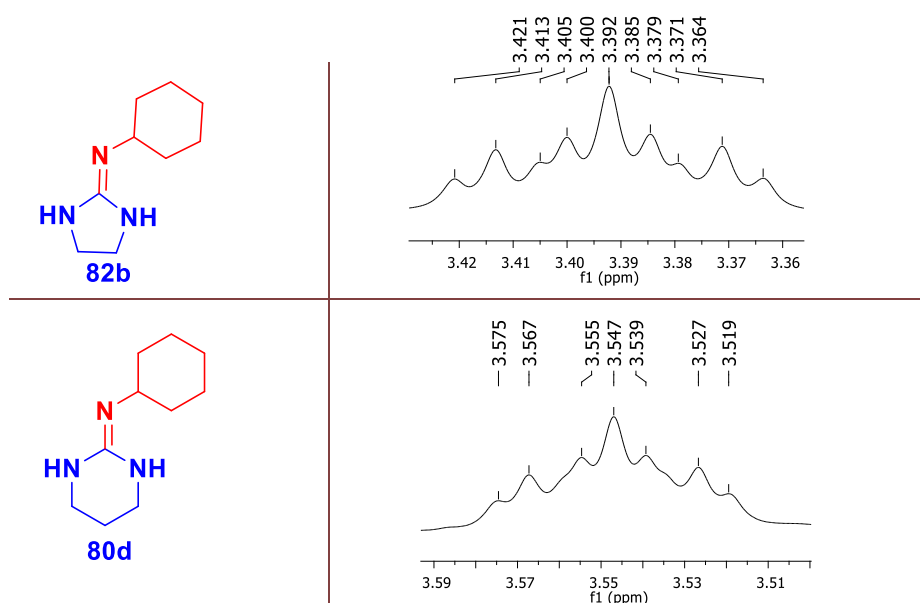 3.421
3.413
3.405
3.400
3.392
3.385
3.379
3.371
3.364
N
HN
NH
82b
3.42 3.41 3.40 3.39 3.38 3.37 3.36
f1 (ppm)
3.575
3.567
3.555
3.547
3.539
3.527
3.519
N
HN
NH
80d
3.59 3.57 3.55 3.53 3.51
f1 (ppm)